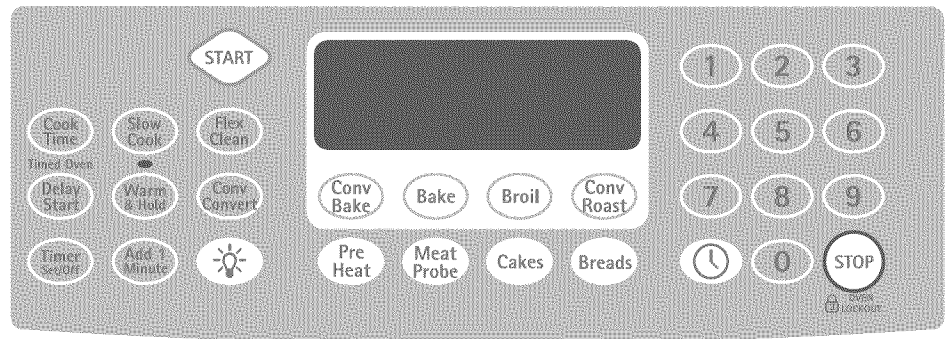 START
1 2 3
Cook Time
Slow Cook
Flex Clean
4 5 6
Timed Oven
Delay Start
Warm & Hold
Conv Convert
Conv Bake
Bake
Broil
Conv Roast
7 8 9
Timer Set/Off
Add 1 Minute
Pre Heat
Meat Probe
Cakes
Breads
0
STOP
OVEN
LOCKOUT